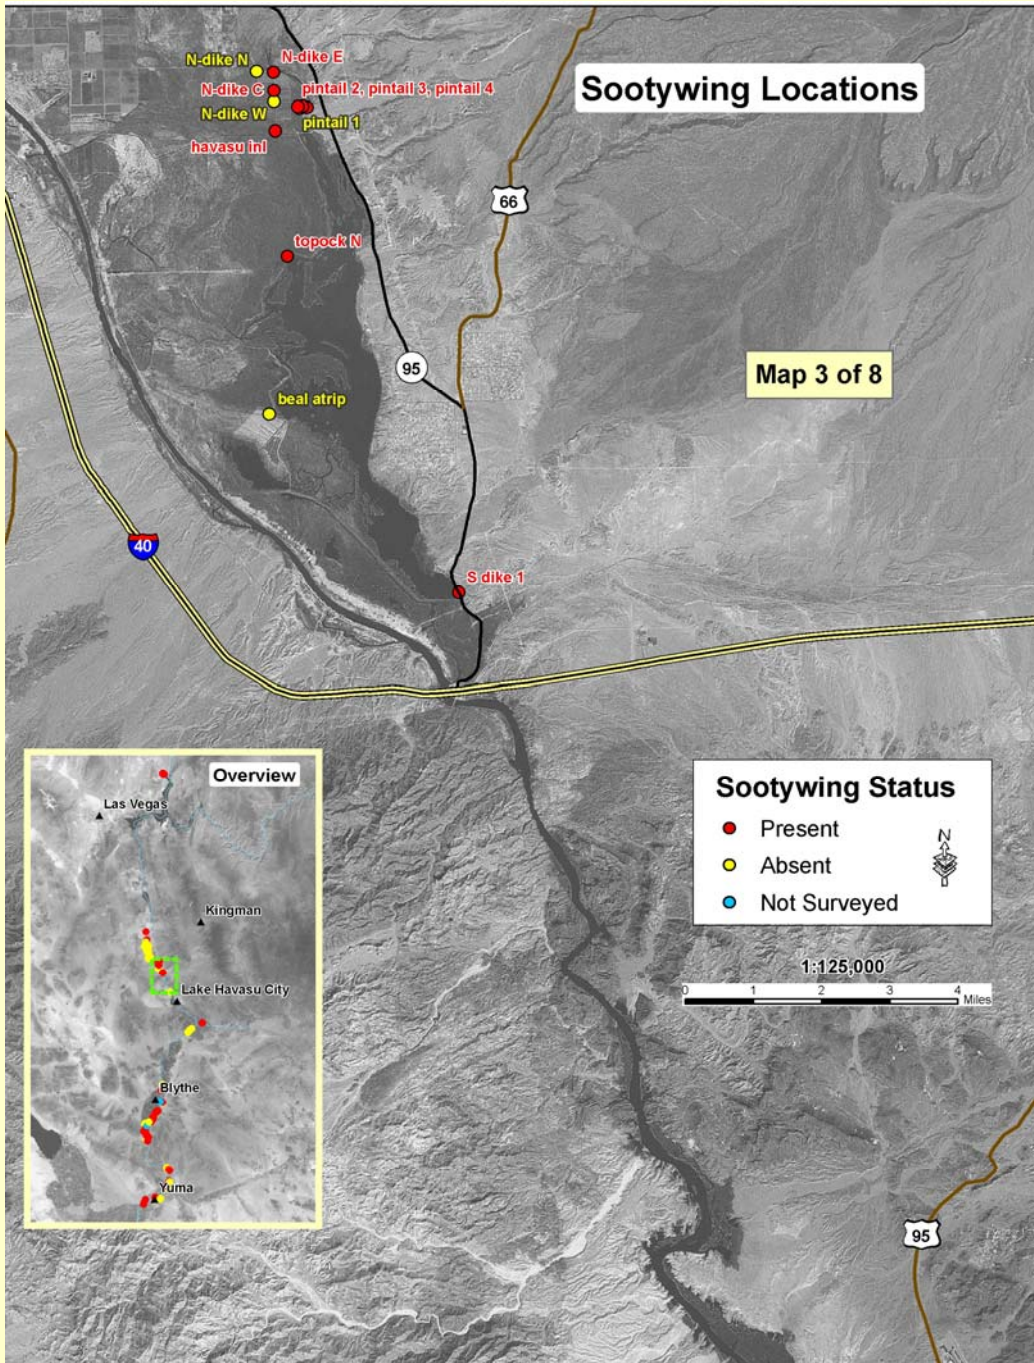 N-dike N
N-dike E
Sootywing Locations
N-dike C
pintail 2, pintail 3, pintail 4
N-dike W
pintail 1
havasu inl
66
topock N
95
Map 3 of 8
beal atrip
40
S dike 1
Overview
Las Vegas
Kingman
Lake Havasu City
Blythe
Yuma
Sootywing Status
Present
Absent
Not Surveyed
N
1:125,000
0 1 2 3 4
Miles
95